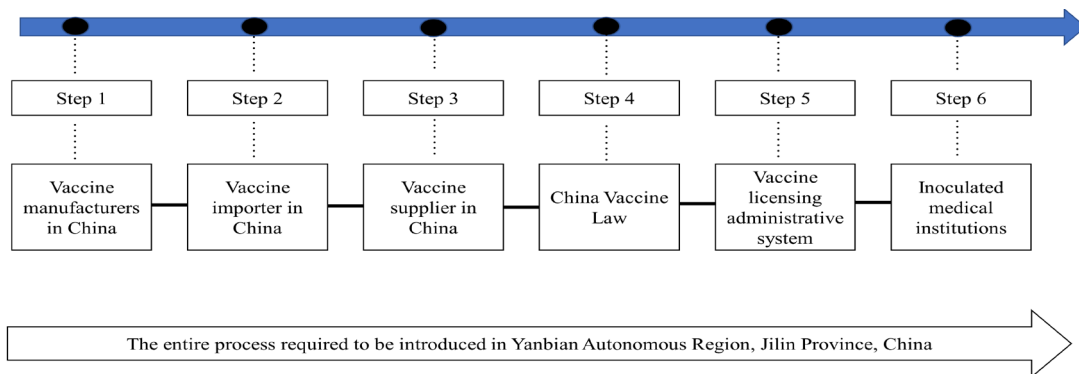 Step 1
Step 2
Step 3
Step 4
Step 5
Step 6
Vaccine
manufacturers
in China
Vaccine
importer in
China
Vaccine
supplier in
China
China Vaccine
Law
Vaccine
licensing
administrative
system
Inoculated
medical
institutions
The entire process required to be introduced in Yanbian Autonomous Region, Jilin Province, China